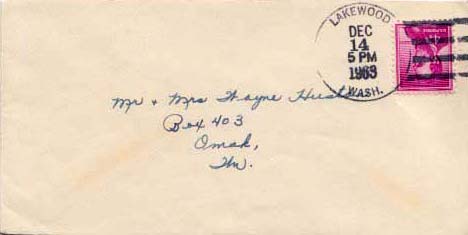 LAKEWOOD
DEC
14
5 PM
1963
WASH.
Mr + Mrs Wayne
Box 403
Omak,
Wn.